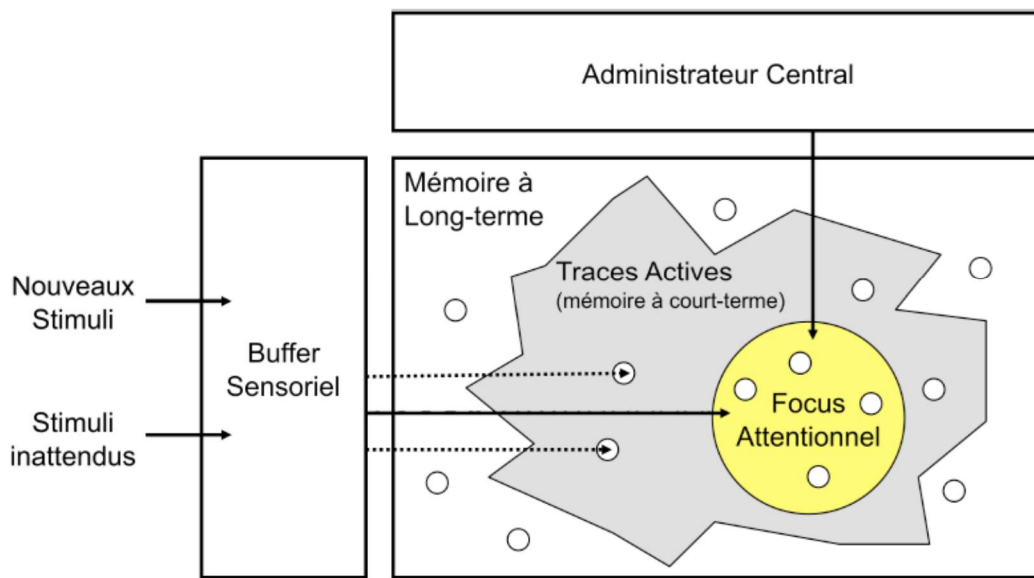 Administrateur Central
Mémoire à
Long-terme
Traces Actives
(mémoire à court-terme)
Nouveaux
Stimuli
Buffer
Sensoriel
Focus
Attentionnel
Stimuli
inattendus